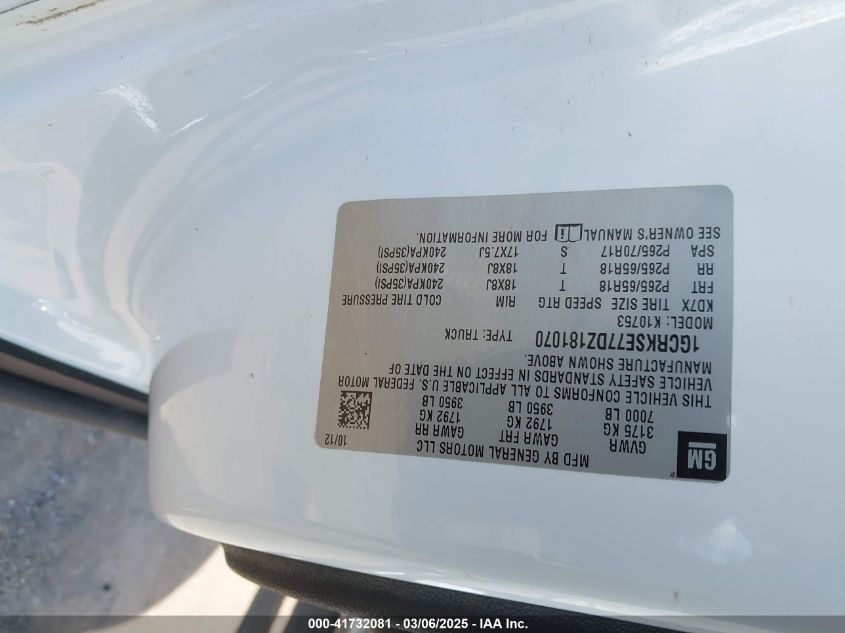 GM
MFD BY GENERAL MOTORS LLC
10/12
GVWR GAWR FRT GAWR RR
3175 KG 1792 KG 1792 KG
7000 LB 3950 LB 3950 LB
THIS VEHICLE CONFORMS TO ALL APPLICABLE U.S. FEDERAL MOTOR
VEHICLE SAFETY STANDARDS IN EFFECT ON THE DATE OF
MANUFACTURE SHOWN ABOVE.
1GCRKSE77DZ181070 TYPE: TRUCK
MODEL: K10753
KD7X TIRE SIZE SPEED RTG RIM COLD TIRE PRESSURE
FRT P265/65R18 T 18X8J 240KPA(35PSI)
RR P265/65R18 T 18X8J 240KPA(35PSI)
SPA P265/70R17 S 17X7.5J 240KPA(35PSI)
SEE OWNER'S MANUAL FOR MORE INFORMATION.
000-41732081 - 03/06/2025 - IAA Inc.